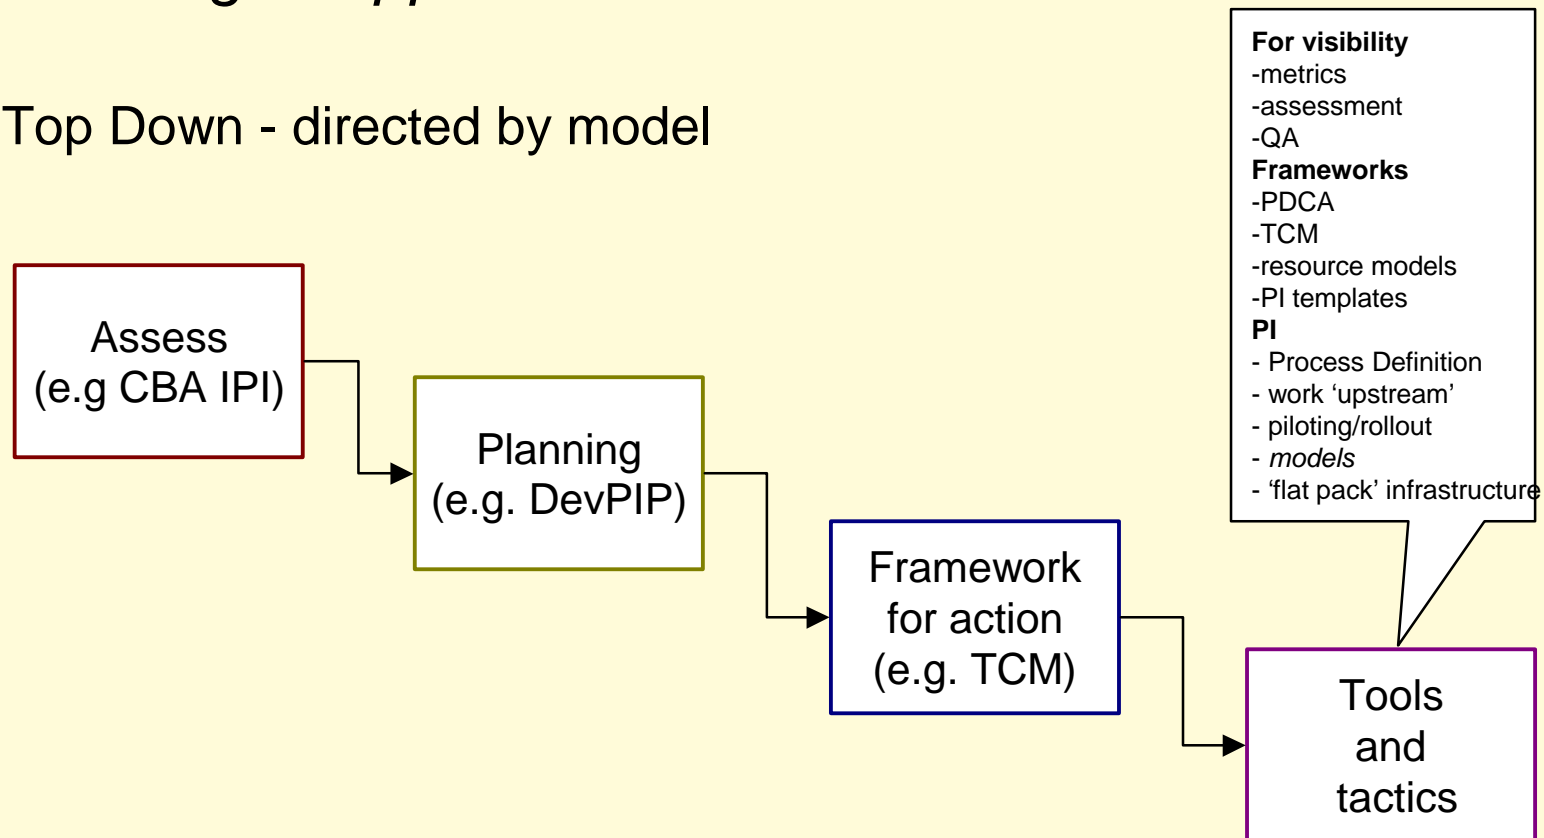 Top Down - directed by model
For visibility
-metrics
-assessment
-QA
Frameworks
-PDCA
-TCM
-resource models
-PI templates
PI
- Process Definition
- work ‘upstream’
- piloting/rollout
- models
- ‘flat pack’ infrastructure
Assess
(e.g CBA IPI)
Planning
(e.g. DevPIP)
Framework
for action
(e.g. TCM)
Tools
and
tactics